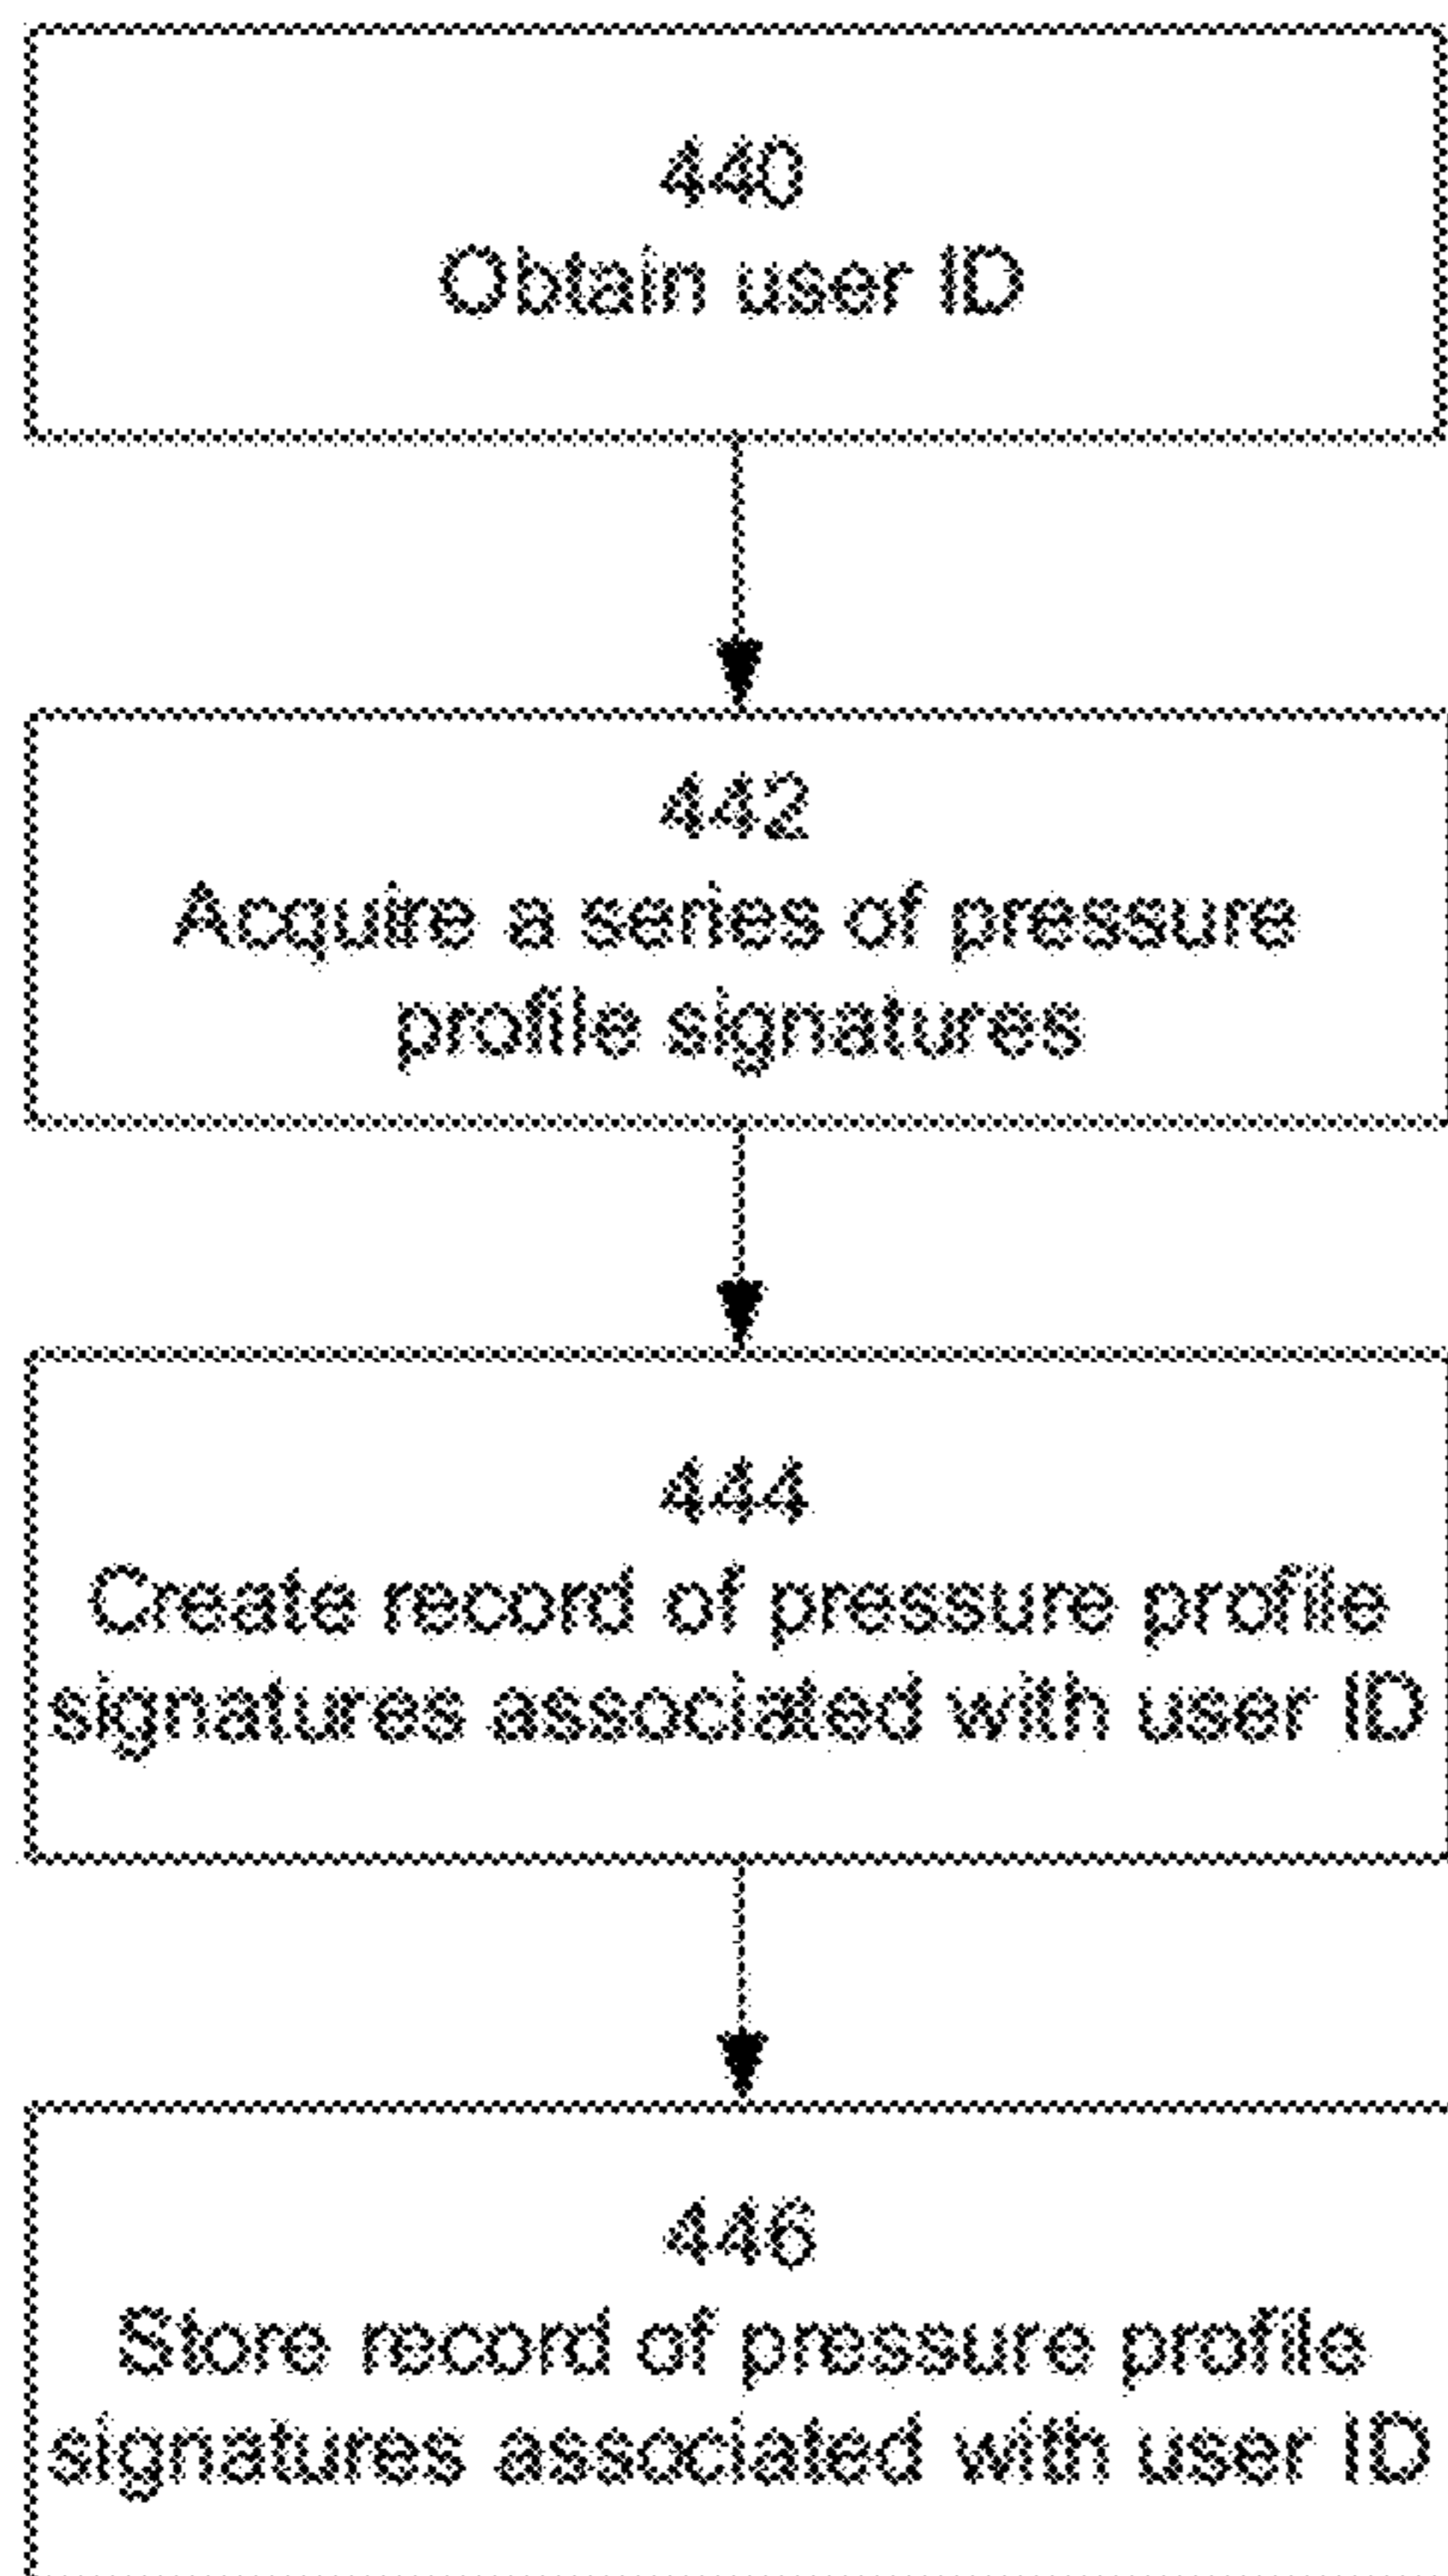 440
Obtain user ID
442
Acquire a series of pressure
profile signatures
444
Create record of pressure profile
signatures associated with user ID
446
Store record of pressure profile
signatures associated with user ID